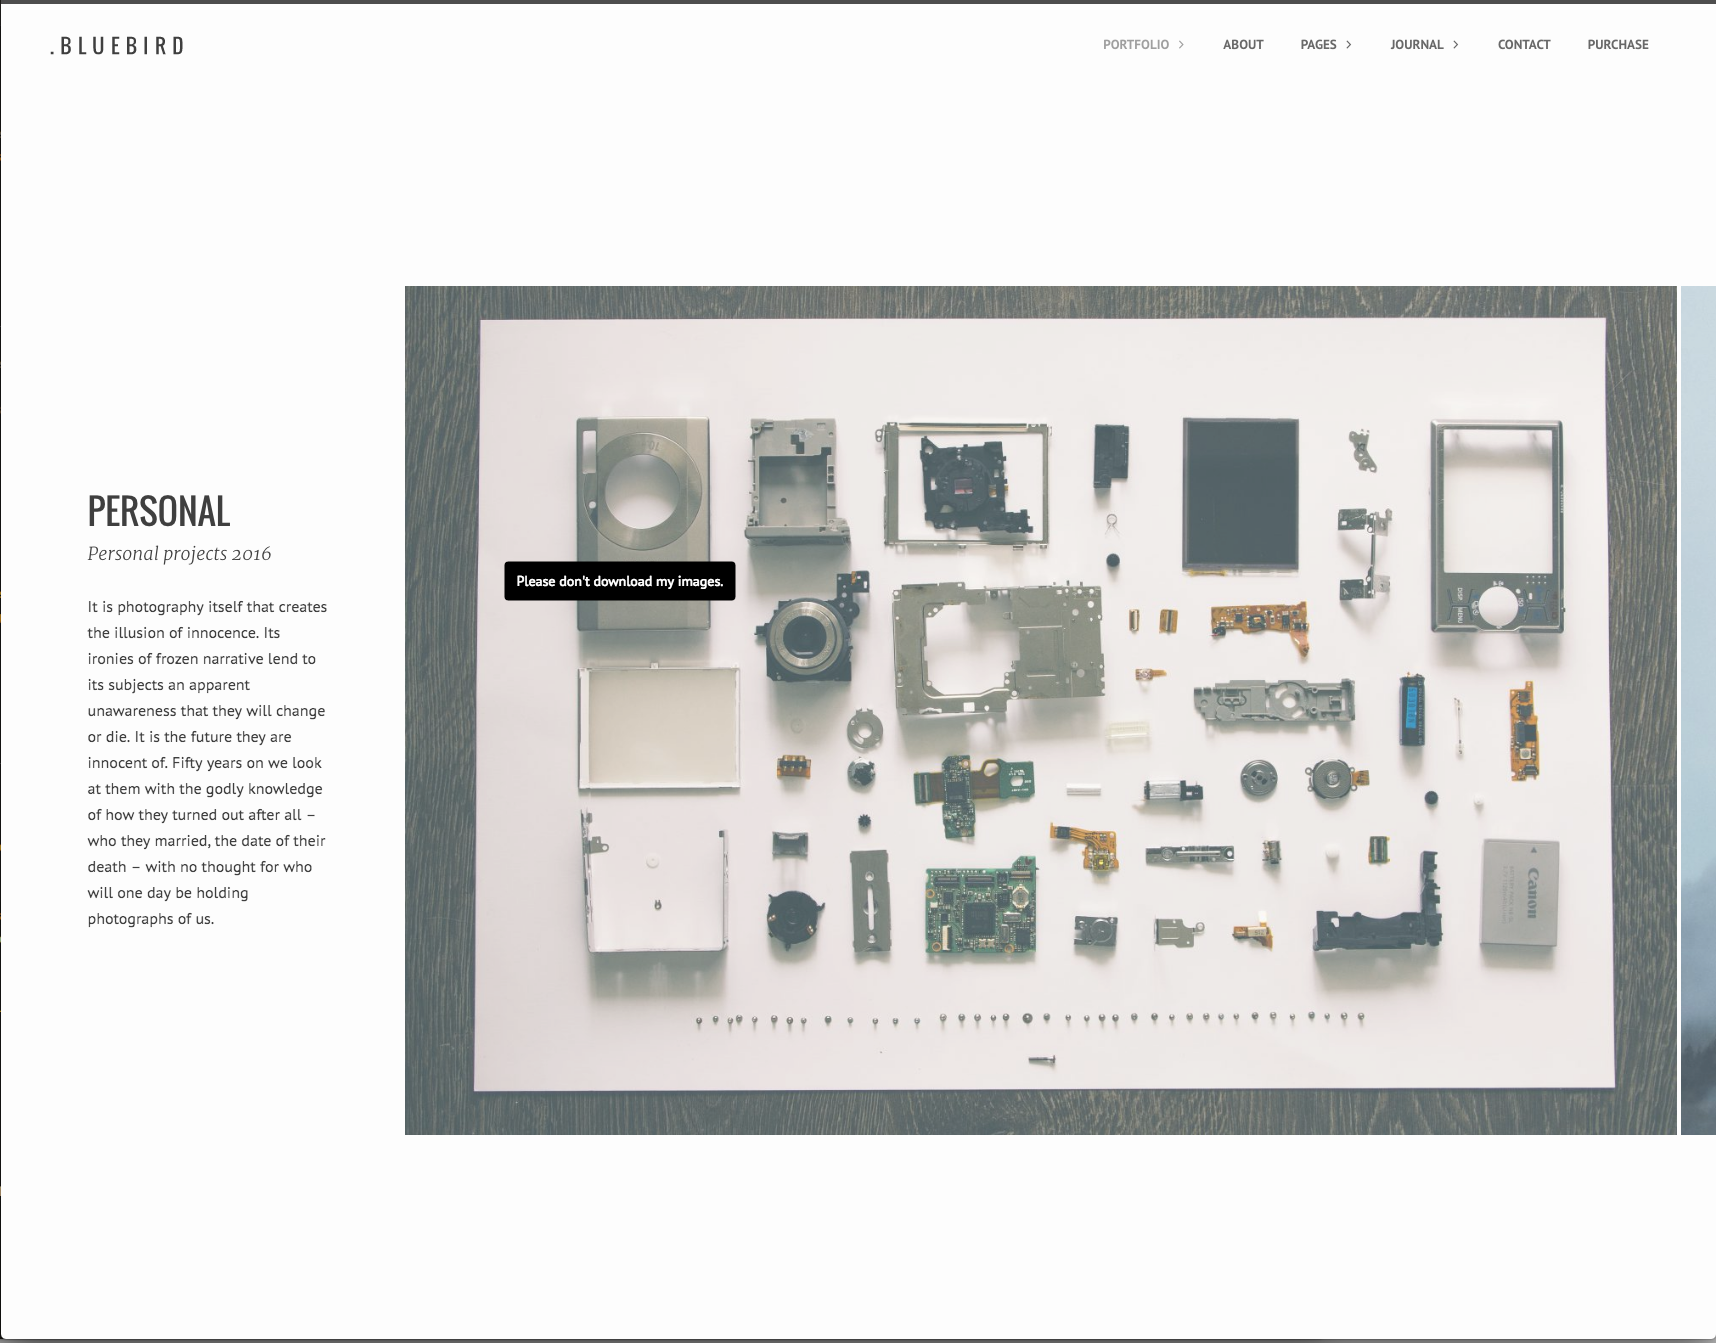 .BLUEBIRD
PORTFOLIO ABOUT PAGES JOURNAL CONTACT PURCHASE
PERSONAL
Personal projects 2016
It is photography itself that creates
the illusion of innocence. Its
ironies of frozen narrative lend to
its subjects an apparent
unawareness that they will change
or die. It is the future they are
innocent of. Fifty years on we look
at them with the godly knowledge
of how they turned out after all –
who they married, the date of their
death – with no thought for who
will one day be holding
photographs of us.
Please don't download my images.
DISP
MENU
Canon